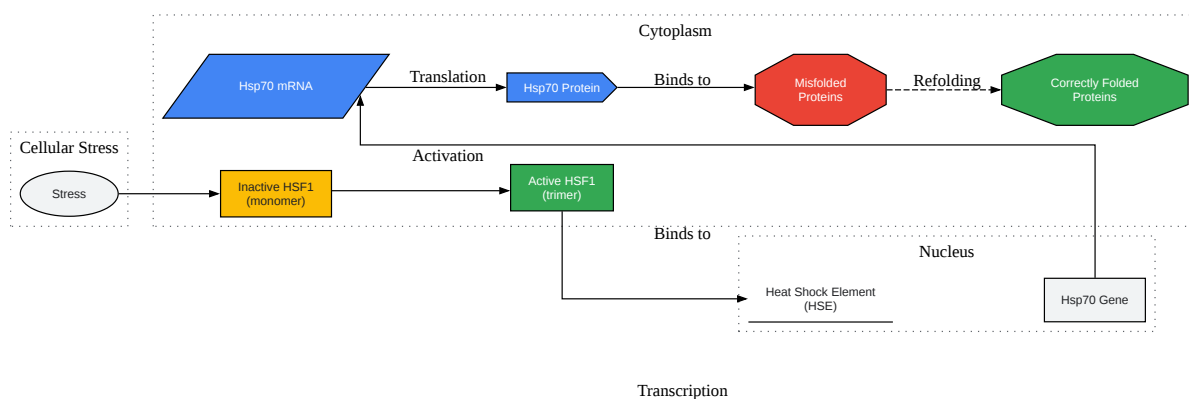 Cytoplasm
Hsp70 mRNA
Translation
Hsp70 Protein
Binds to
Misfolded
Proteins
Refolding
Correctly Folded
Proteins
Cellular Stress
Stress
Inactive HSF1
(monomer)
Activation
Active HSF1
(trimer)
Binds to
Nucleus
Heat Shock Element
(HSE)
Hsp70 Gene
Transcription